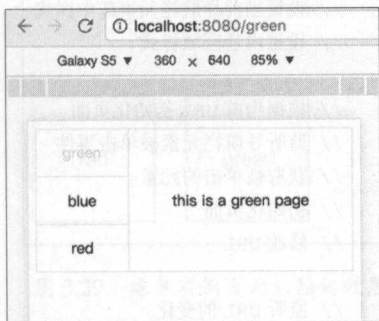 localhost:8080/green
Galaxy S5 ▼ 360 × 640 85% ▼
green
blue
this is a green page
red